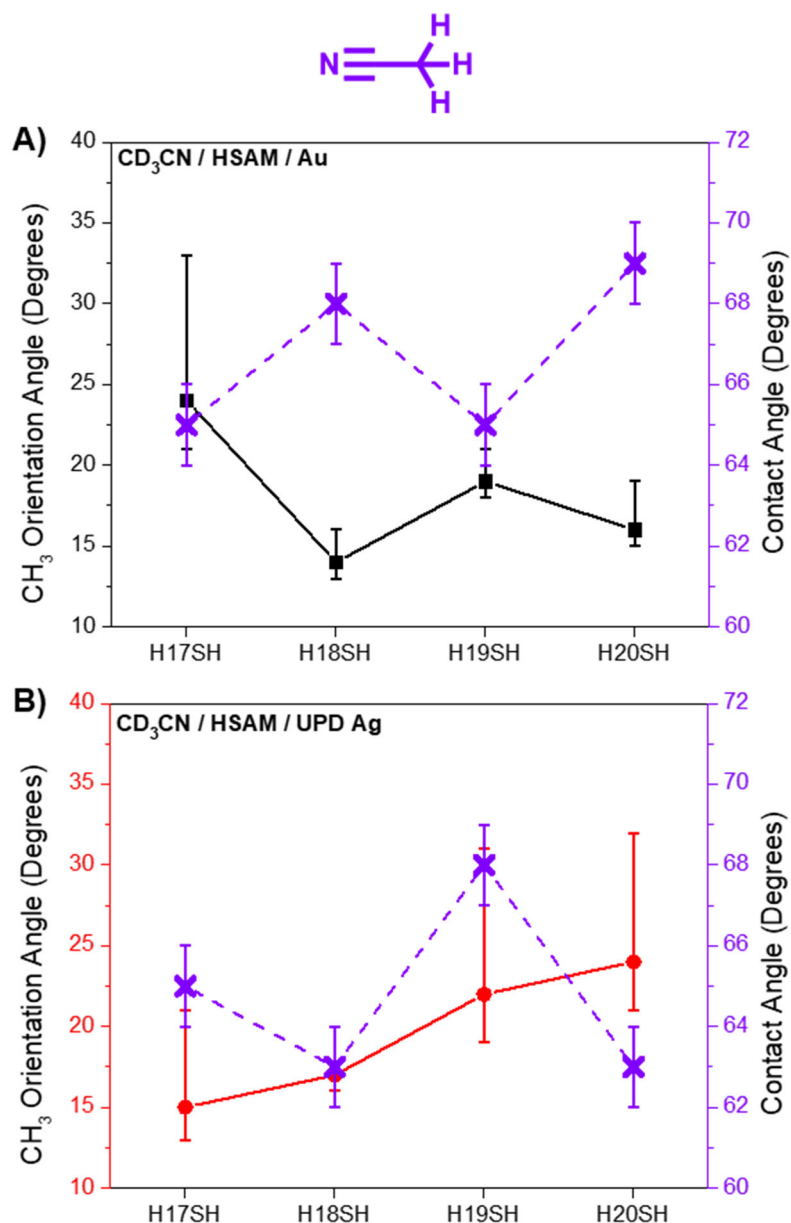 H
N
H
H
A)
CD₃CN / HSAM / Au
CH₃ Orientation Angle (Degrees)
Contact Angle (Degrees)
40
35
30
25
20
15
10
72
70
68
66
64
62
60
H17SH H18SH H19SH H20SH
B)
CD₃CN / HSAM / UPD Ag
CH₃ Orientation Angle (Degrees)
Contact Angle (Degrees)
40
35
30
25
20
15
10
72
70
68
66
64
62
60
H17SH H18SH H19SH H20SH